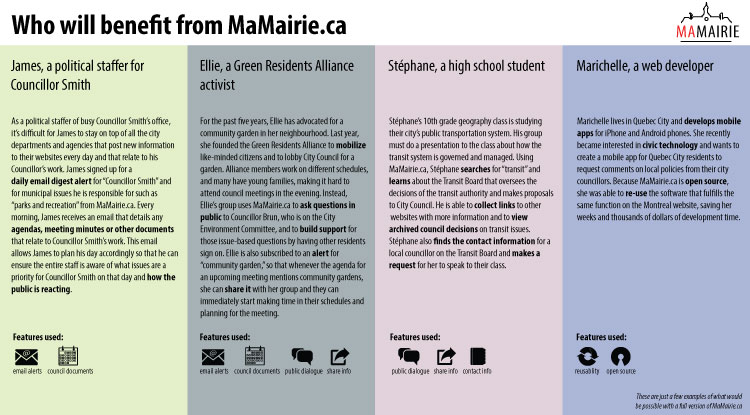 Who will benefit from MaMairie.ca
MAMAIRIE
James, a political staffer for
Councillor Smith
As a political staffer of busy Councillor Smith's office,
it's difficult for James to stay on top of all the city
departments and agencies that post new information
to their websites every day and that relate to his
Councillor's work. James signed up for a
daily email digest alert for "Councillor Smith" and
for municipal issues he is responsible for such as
"parks and recreation" from MaMairie.ca. Every
morning, James receives an email that details any
agendas, meeting minutes or other documents
that relate to Councillor Smith's work. This email
allows James to plan his day accordingly so that he can
ensure the entire staff is aware of what issues are a
priority for Councillor Smith on that day and how the
public is reacting.
Features used:
email alerts
council documents
Ellie, a Green Residents Alliance
activist
For the past five years, Ellie has advocated for a
community garden in her neighbourhood. Last year,
she founded the Green Residents Alliance to mobilize
like-minded citizens and to lobby City Council for a
garden. Alliance members work on different schedules,
and many have young families, making it hard to
attend council meetings in the evening. Instead,
Ellie's group uses MaMairie.ca to ask questions in
public to Councillor Brun, who is on the City
Environment Committee, and to build support for
those issue-based questions by having other residents
sign on. Ellie is also subscribed to an alert for
"community garden," so that whenever the agenda for
an upcoming meeting mentions community gardens,
she can share it with her group and they can
immediately start making time in their schedules and
planning for the meeting.
Features used:
email alerts
council documents
public dialogue
share info
Stéphane, a high school student
Stéphane's 10th grade geography class is studying
their city's public transportation system. His group
must do a presentation to the class about how the
transit system is governed and managed. Using
MaMairie.ca, Stéphane searches for "transit" and
learns about the Transit Board that oversees the
decisions of the transit authority and makes proposals
to City Council. He is able to collect links to other
websites with more information and to view
archived council decisions on transit issues.
Stéphane also finds the contact information for a
local councillor on the Transit Board and makes a
request for her to speak to their class.
Features used:
public dialogue
share info
contact info
Marichelle, a web developer
Marichelle lives in Quebec City and develops mobile
apps for iPhone and Android phones. She recently
became interested in civic technology and wants to
create a mobile app for Quebec City residents to
request comments on local policies from their city
councillors. Because MaMairie.ca is open source,
she was able to re-use the software that fulfills the
same function on the Montreal website, saving her
weeks and thousands of dollars of development time.
Features used:
reusablity
open source
These are just a few examples of what would
be possible with a full version of MaMairie.ca